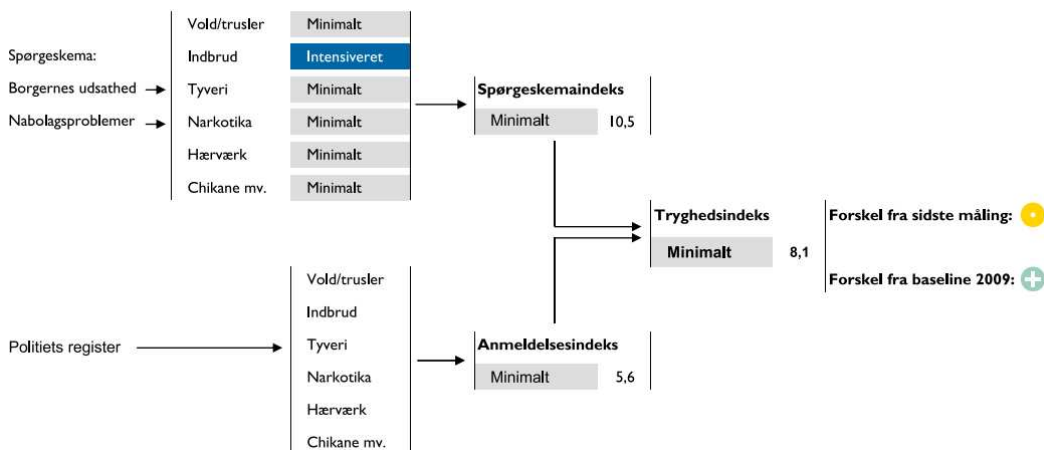 Spørgeskema:
Borgernes udsathed
Nabolagsproblemer
Vold/trusler Minimalt
Indbrud Intensiveret
Tyveri Minimalt
Narkotika Minimalt
Hærværk Minimalt
Chikane mv. Minimalt
Spørgeskemaindeks
Minimalt 10,5
Tryghedsindeks
Minimalt 8,1
Forskel fra sidste måling:
Forskel fra baseline 2009:
Politiets register
Vold/trusler
Indbrud
Tyveri
Narkotika
Hærværk
Chikane mv.
Anmeldelsesindeks
Minimalt 5,6